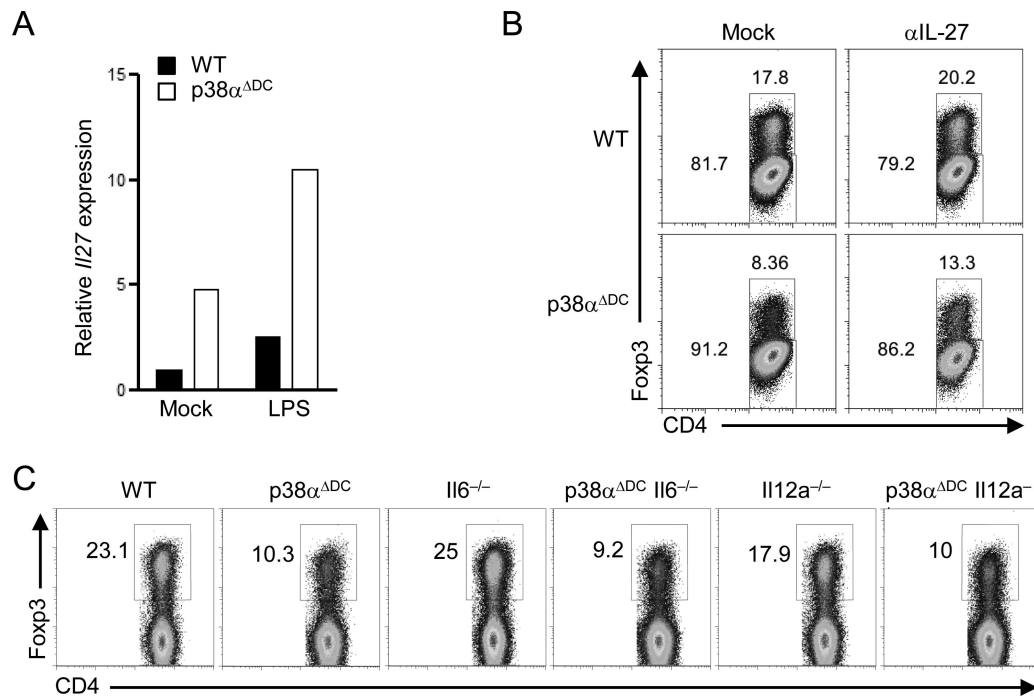 A
WT
p38α^ΔDC
15
10
5
0
Relative Il27 expression
Mock
LPS
B
Mock
αIL-27
WT
17.8
20.2
81.7
79.2
p38α^ΔDC
8.36
13.3
91.2
86.2
Foxp3
CD4
C
WT
p38α^ΔDC
Il6^–/–
p38α^ΔDC Il6^–/–
Il12a^–/–
p38α^ΔDC Il12a^–
23.1
10.3
25
9.2
17.9
10
Foxp3
CD4